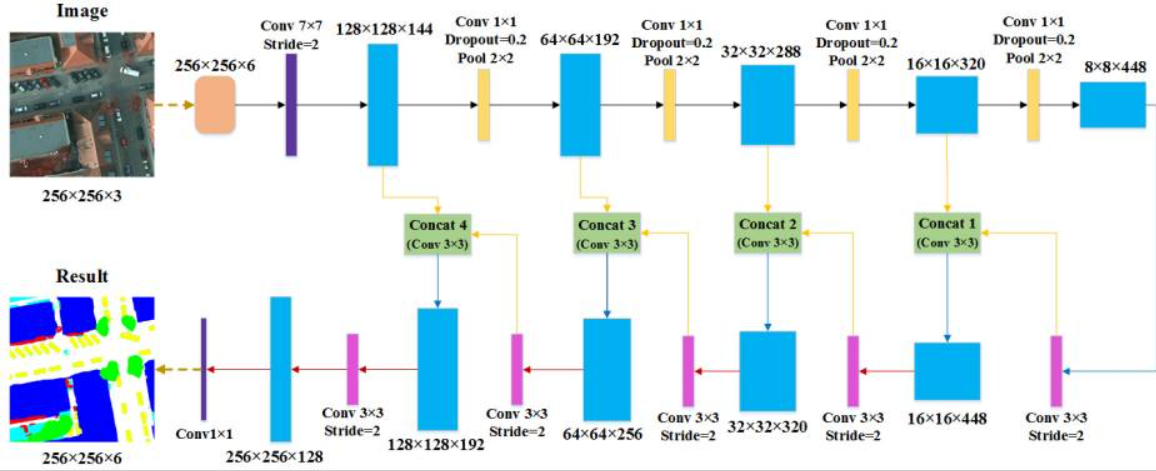 Image
256×256×3
256×256×6
Conv 7×7
Stride=2
128×128×144
Conv 1×1
Dropout=0.2
Pool 2×2
64×64×192
Conv 1×1
Dropout=0.2
Pool 2×2
32×32×288
Conv 1×1
Dropout=0.2
Pool 2×2
16×16×320
Conv 1×1
Dropout=0.2
Pool 2×2
8×8×448
Concat 4
(Conv 3×3)
Concat 3
(Conv 3×3)
Concat 2
(Conv 3×3)
Concat 1
(Conv 3×3)
Result
256×256×6
Conv1×1
256×256×128
Conv 3×3
Stride=2
128×128×192
Conv 3×3
Stride=2
64×64×256
Conv 3×3
Stride=2
32×32×320
Conv 3×3
Stride=2
16×16×448
Conv 3×3
Stride=2